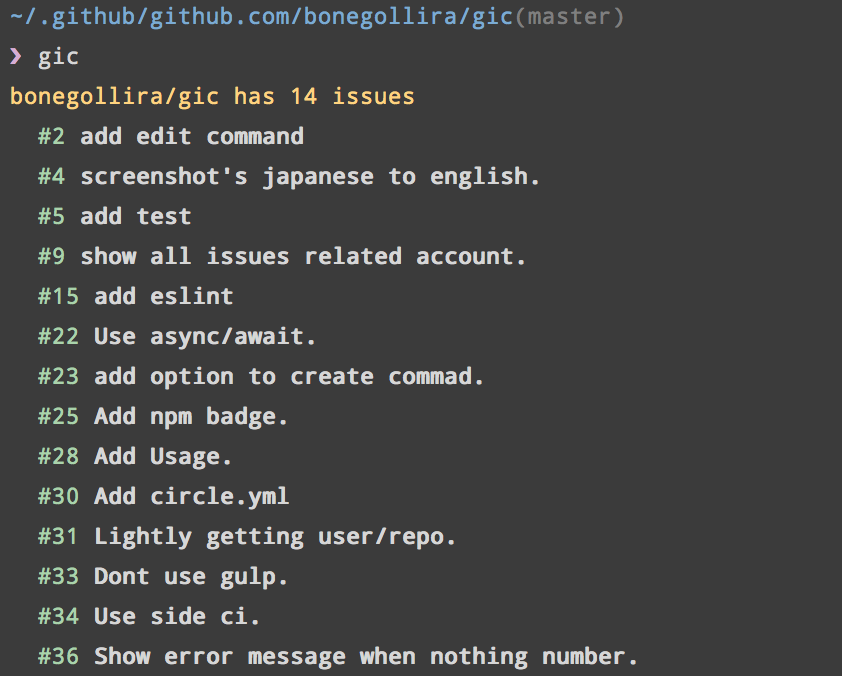 ~/.github/github.com/bonegollira/gic(master)
❯ gic
bonegollira/gic has 14 issues
#2 add edit command
#4 screenshot's japanese to english.
#5 add test
#9 show all issues related account.
#15 add eslint
#22 Use async/await.
#23 add option to create commad.
#25 Add npm badge.
#28 Add Usage.
#30 Add circle.yml
#31 Lightly getting user/repo.
#33 Dont use gulp.
#34 Use side ci.
#36 Show error message when nothing number.